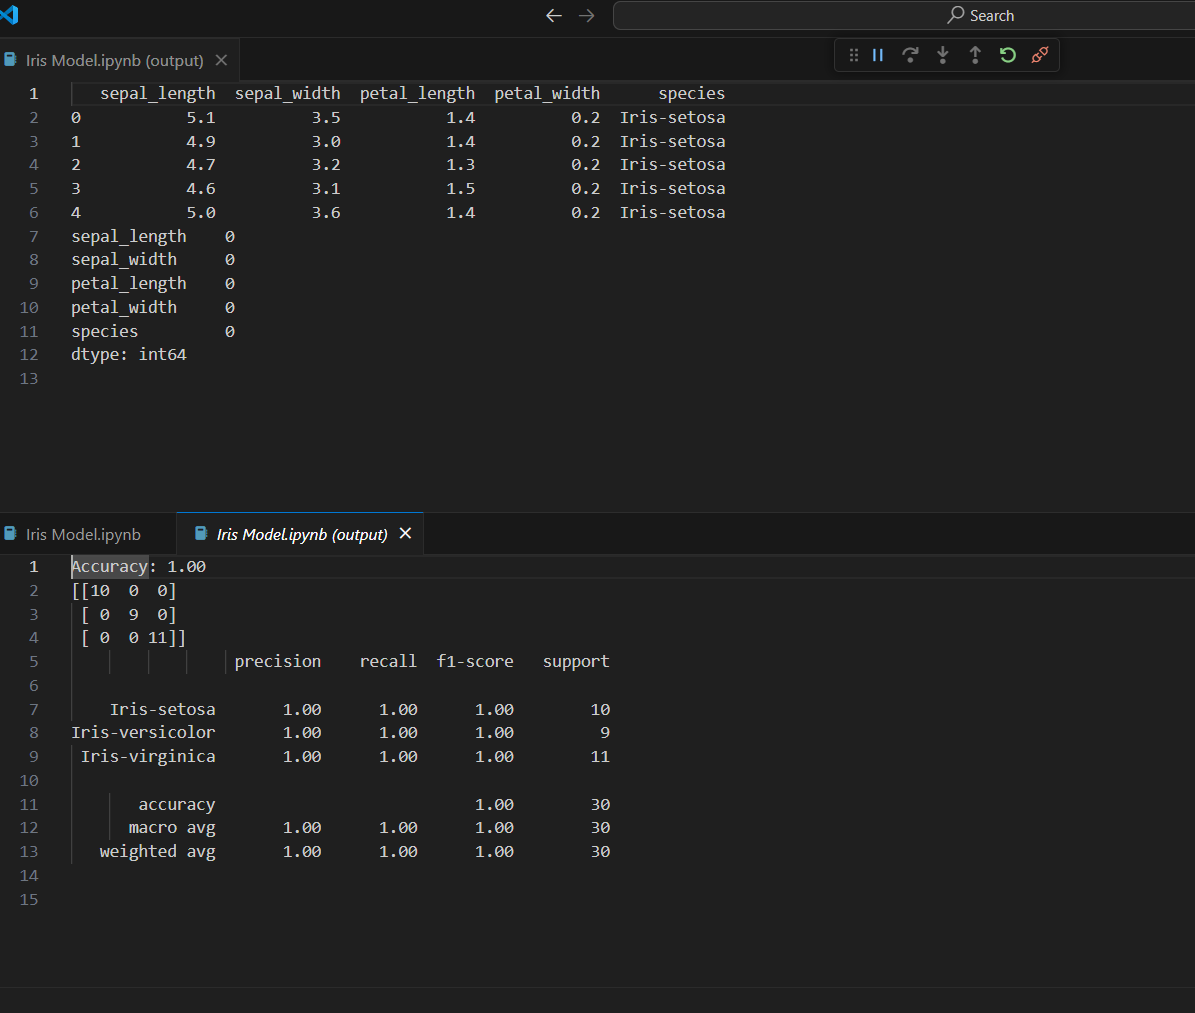 Search
Iris Model.ipynb (output)
1 sepal_length sepal_width petal_length petal_width species
2 0 5.1 3.5 1.4 0.2 Iris-setosa
3 1 4.9 3.0 1.4 0.2 Iris-setosa
4 2 4.7 3.2 1.3 0.2 Iris-setosa
5 3 4.6 3.1 1.5 0.2 Iris-setosa
6 4 5.0 3.6 1.4 0.2 Iris-setosa
7 sepal_length 0
8 sepal_width 0
9 petal_length 0
10 petal_width 0
11 species 0
12 dtype: int64
13
Iris Model.ipynb Iris Model.ipynb (output)
1 Accuracy: 1.00
2 [[10 0 0]
3 [ 0 9 0]
4 [ 0 0 11]]
5 precision recall f1-score support
6
7 Iris-setosa 1.00 1.00 1.00 10
8 Iris-versicolor 1.00 1.00 1.00 9
9 Iris-virginica 1.00 1.00 1.00 11
10
11 accuracy 1.00 30
12 macro avg 1.00 1.00 1.00 30
13 weighted avg 1.00 1.00 1.00 30
14
15